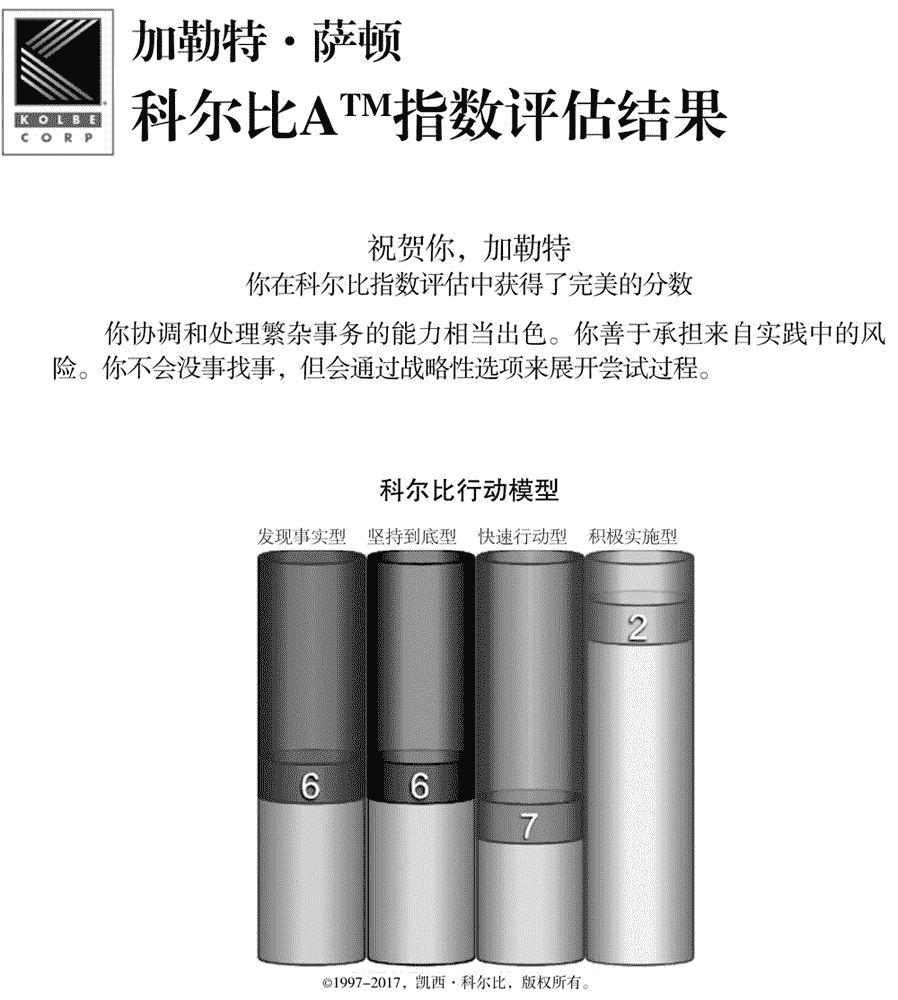 KOLBE
CORP
加勒特·萨顿
科尔比A™指数评估结果
祝贺你，加勒特
你在科尔比指数评估中获得了完美的分数
你协调和处理繁杂事务的能力相当出色。你善于承担来自实践中的风
险。你不会没事找事，但会通过战略性选项来展开尝试过程。
科尔比行动模型
发现事实型 坚持到底型 快速行动型 积极实施型
2
6 6
7
©1997-2017，凯西·科尔比，版权所有。